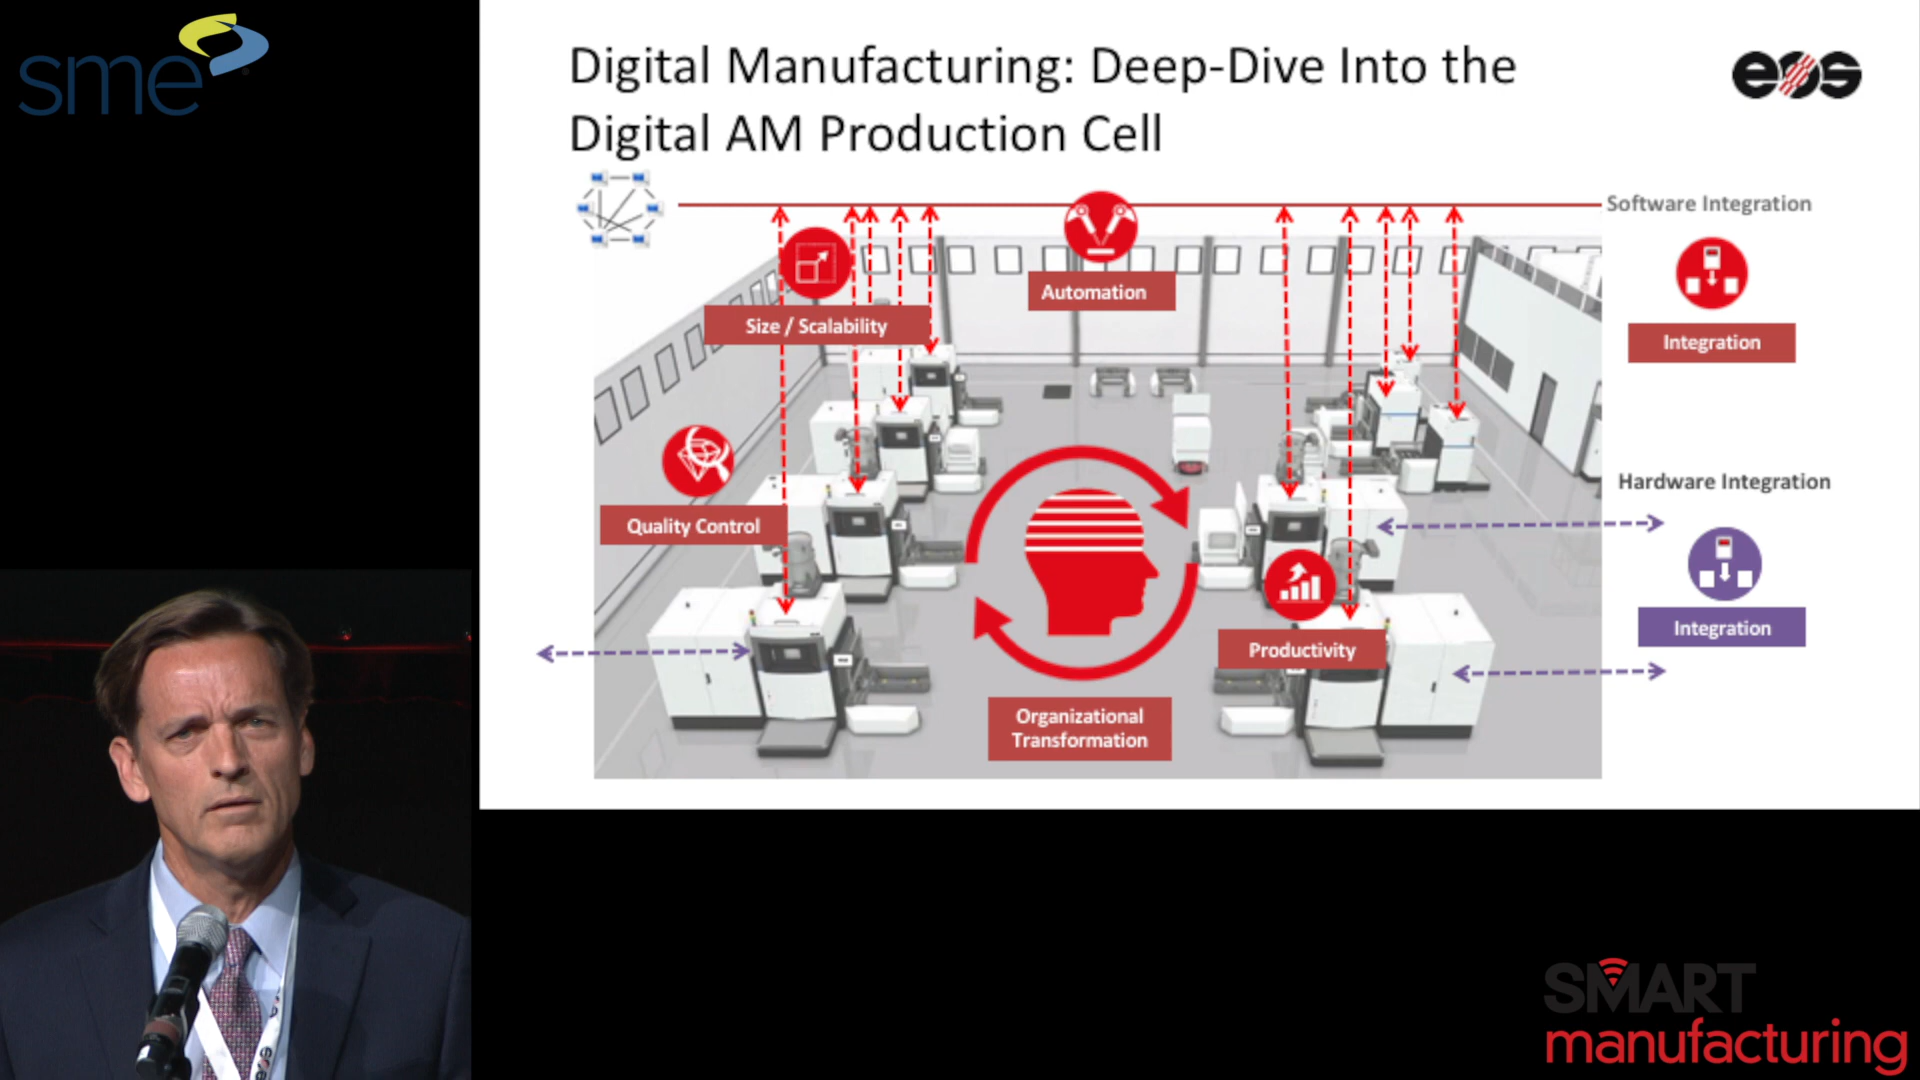 sme
Digital Manufacturing: Deep-Dive Into the
Digital AM Production Cell
eos
Software Integration
Integration
Automation
Size / Scalability
Quality Control
Hardware Integration
Integration
Productivity
Organizational
Transformation
eos
SMART
manufacturing